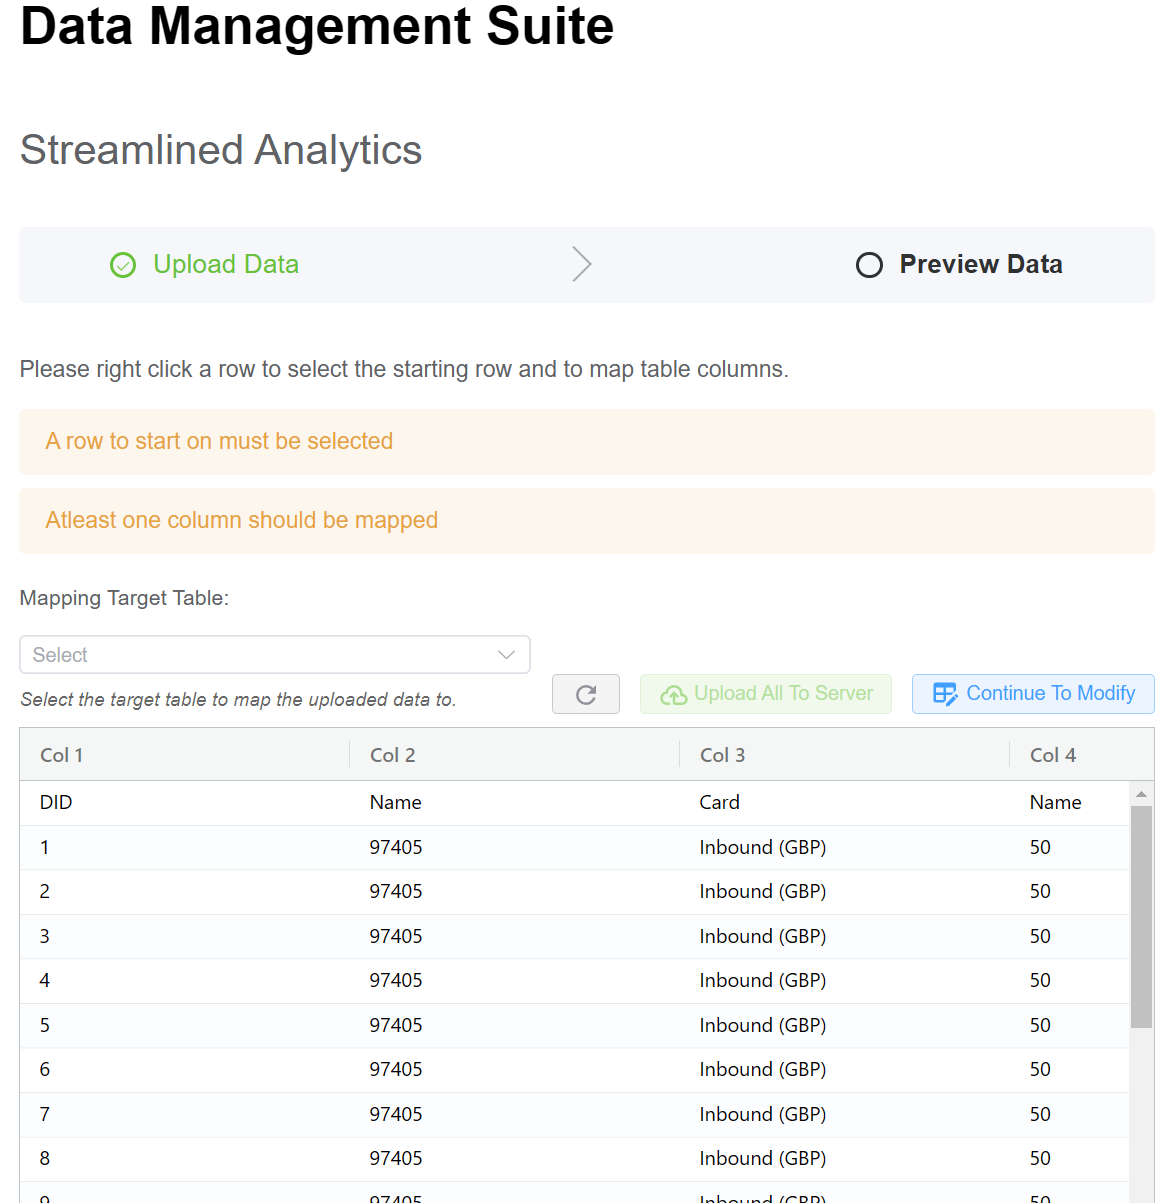 Data Management Suite
Streamlined Analytics
Upload Data Preview Data
Please right click a row to select the starting row and to map table columns.
A row to start on must be selected
Atleast one column should be mapped
Mapping Target Table:
Select
Select the target table to map the uploaded data to.
Upload All To Server Continue To Modify
Col 1 Col 2 Col 3 Col 4
DID Name Card Name
1 97405 Inbound (GBP) 50
2 97405 Inbound (GBP) 50
3 97405 Inbound (GBP) 50
4 97405 Inbound (GBP) 50
5 97405 Inbound (GBP) 50
6 97405 Inbound (GBP) 50
7 97405 Inbound (GBP) 50
8 97405 Inbound (GBP) 50
9 97405 Inbound (GBP) 50